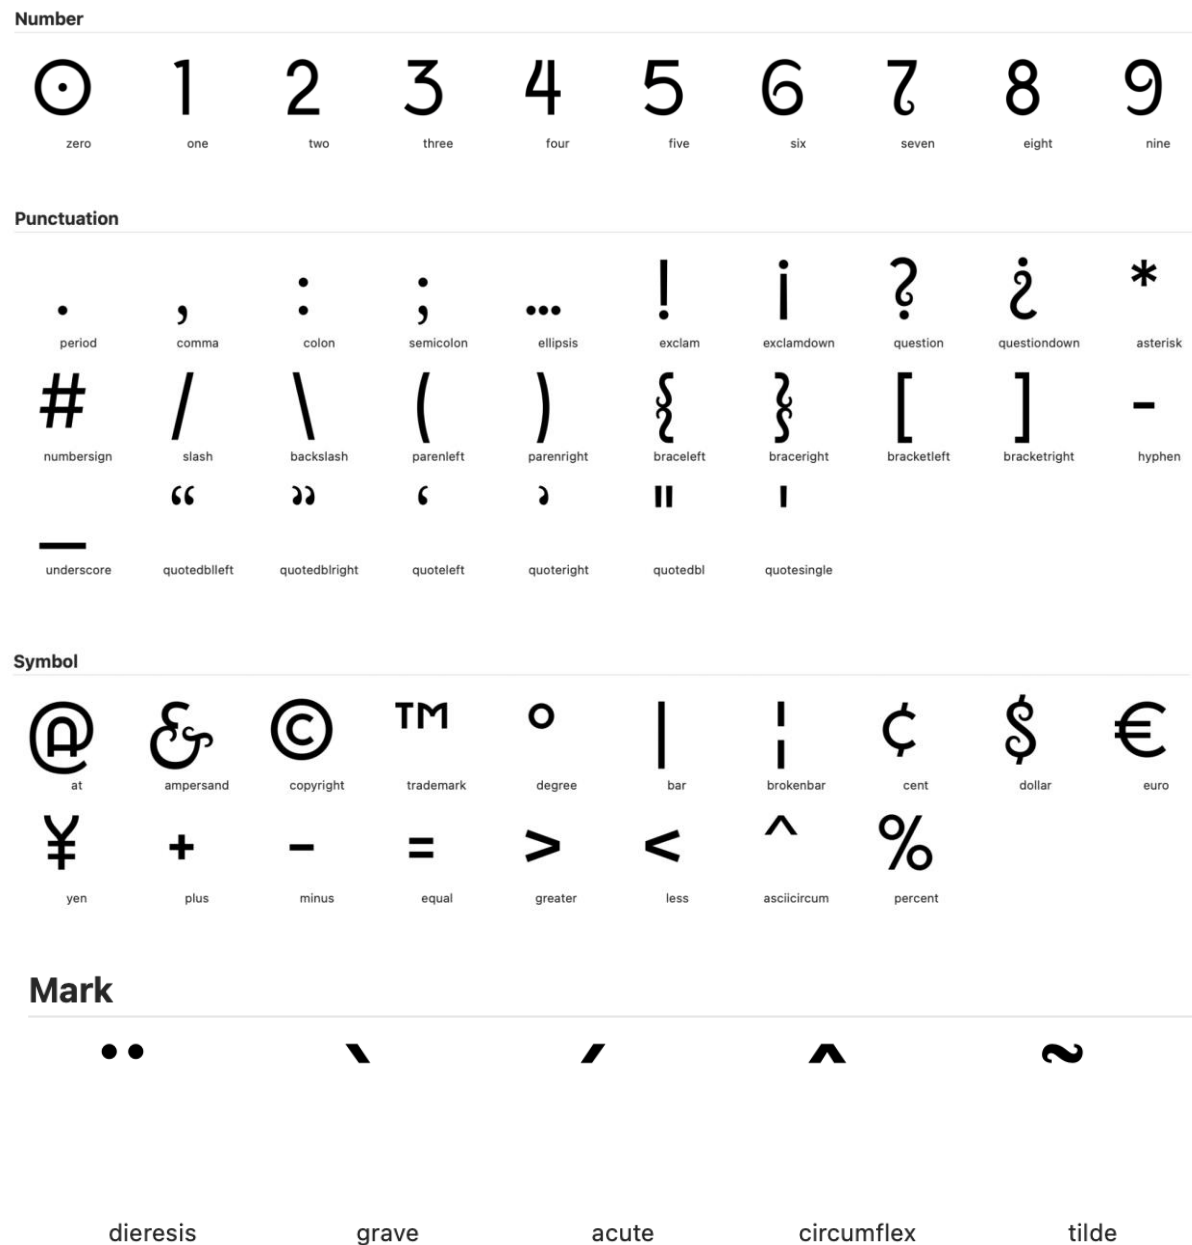 Number
0 1 2 3 4 5 6 7 8 9
zero one two three four five six seven eight nine
Punctuation
. , : ; … ! ¡ ? ¿ *
period comma colon semicolon ellipsis exclam exclamdown question questiondown asterisk
# / \ ( ) { } [ ] -
numbersign slash backslash parenleft parenright braceleft braceright bracketleft bracketright hyphen
_ “ ” ‘ ’ " '
underscore quotedblleft quotedblright quoteleft quoteright quotedbl quotesingle
Symbol
@ & © ™ ° | ¦ ¢ $ €
at ampersand copyright trademark degree bar brokenbar cent dollar euro
¥ + − = > < ^ %
yen plus minus equal greater less asciicircum percent
Mark
¨ ` ´ ˆ ˜
dieresis grave acute circumflex tilde